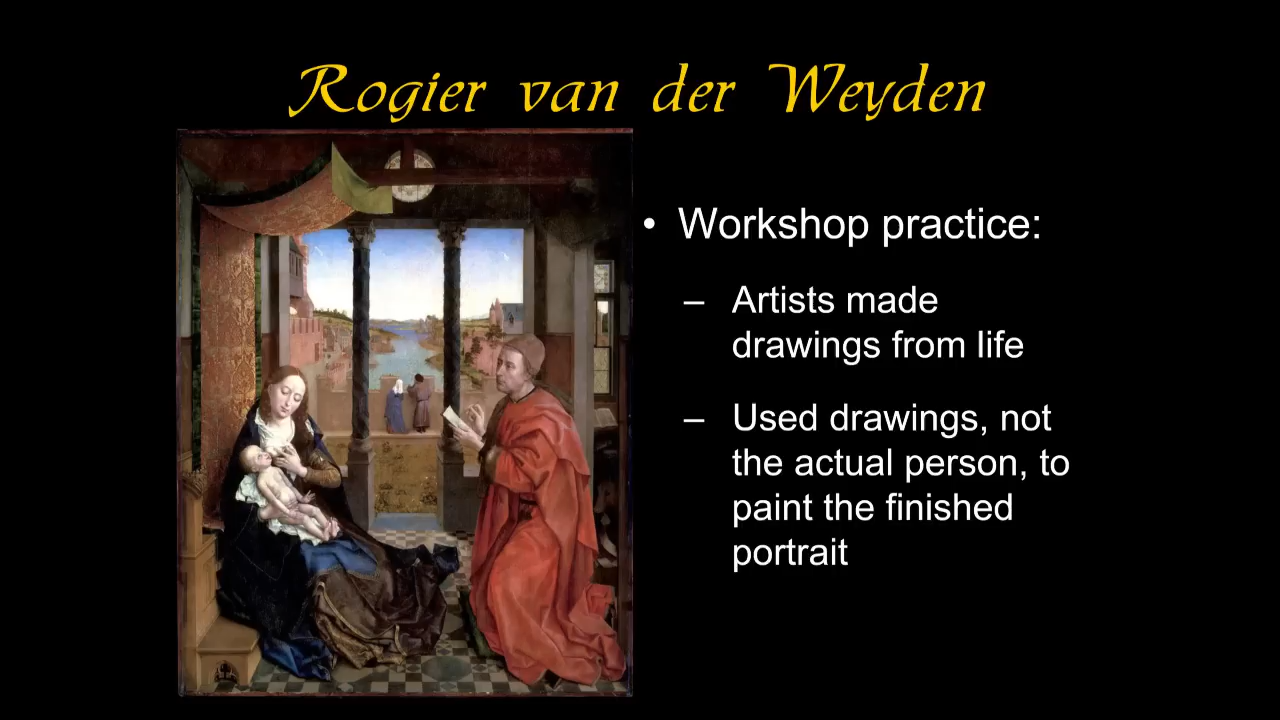 Rogier van der Weyden
• Workshop practice:
– Artists made
drawings from life
– Used drawings, not
the actual person, to
paint the finished
portrait